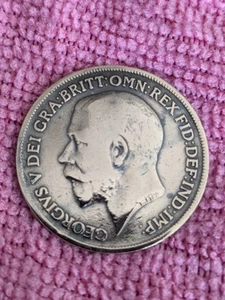 GEORGIVS V DEI GRA: BRITT: OMN: REX FID: DEF: IND: IMP: